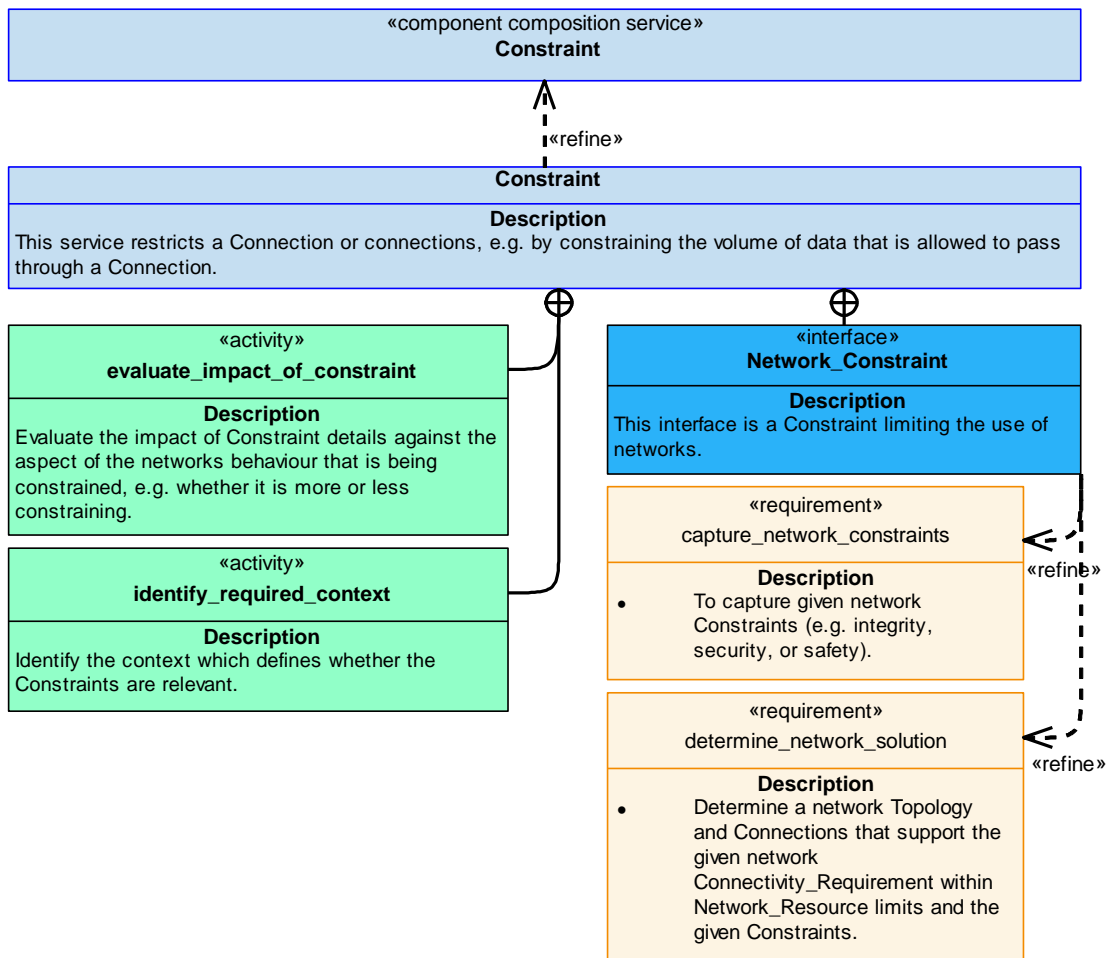 «component composition service»
Constraint
«refine»
Constraint
Description
This service restricts a Connection or connections, e.g. by constraining the volume of data that is allowed to pass
through a Connection.
«activity»
evaluate_impact_of_constraint
Description
Evaluate the impact of Constraint details against the
aspect of the networks behaviour that is being
constrained, e.g. whether it is more or less
constraining.
«activity»
identify_required_context
Description
Identify the context which defines whether the
Constraints are relevant.
«interface»
Network_Constraint
Description
This interface is a Constraint limiting the use of
networks.
«requirement»
capture_network_constraints
Description
• To capture given network
Constraints (e.g. integrity,
security, or safety).
«refine»
«requirement»
determine_network_solution
Description
• Determine a network Topology
and Connections that support the
given network
Connectivity_Requirement within
Network_Resource limits and the
given Constraints.
«refine»